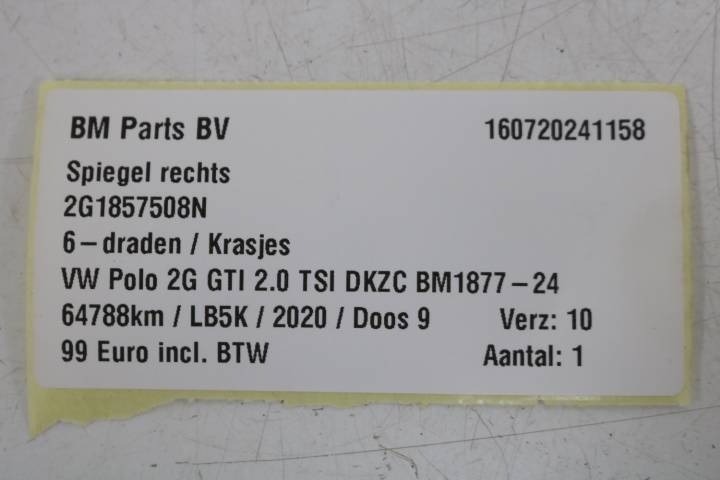 BM Parts BV 160720241158
Spiegel rechts
2G1857508N
6-draden / Krasjes
VW Polo 2G GTI 2.0 TSI DKZC BM1877-24
64788km / LB5K / 2020 / Doos 9 Verz: 10
99 Euro incl. BTW Aantal: 1